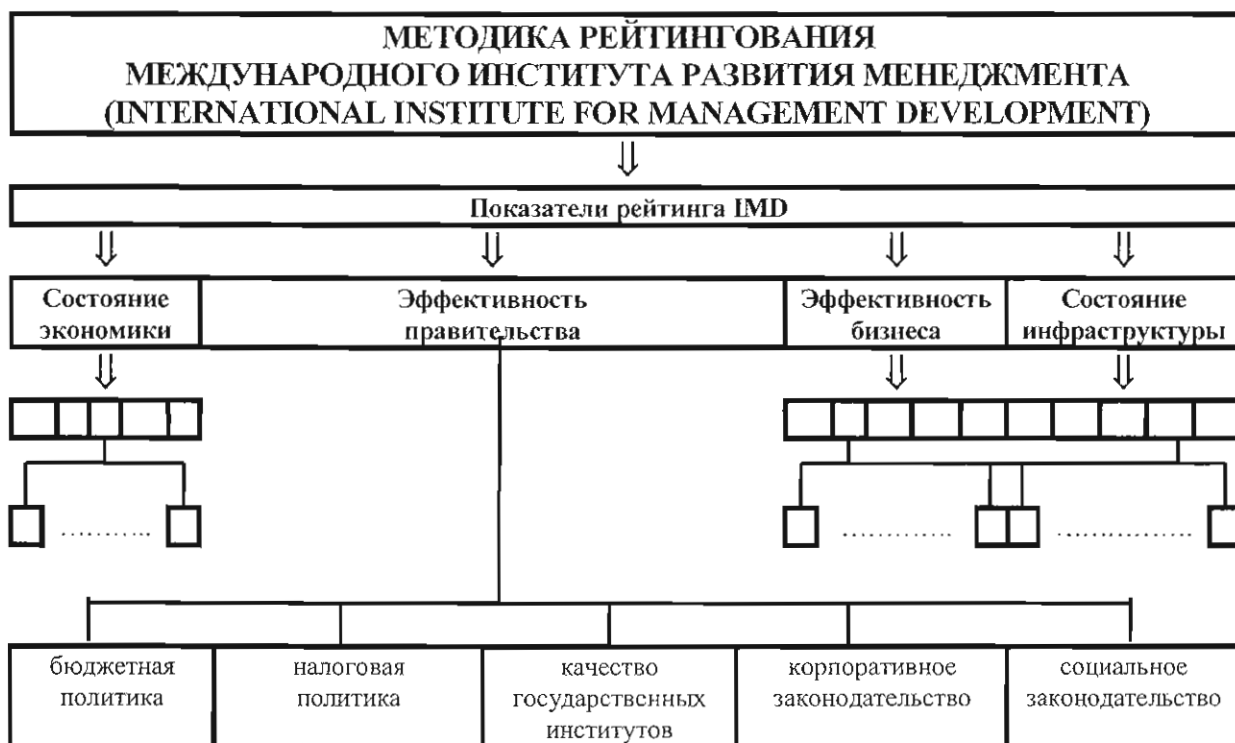 МЕТОДИКА РЕЙТИНГОВАНИЯ
МЕЖДУНАРОДНОГО ИНСТИТУТА РАЗВИТИЯ МЕНЕДЖМЕНТА
(INTERNATIONAL INSTITUTE FOR MANAGEMENT DEVELOPMENT)
Показатели рейтинга IMD
Состояние
экономики
Эффективность
правительства
Эффективность
бизнеса
Состояние
инфраструктуры
бюджетная
политика
налоговая
политика
качество
государственных
институтов
корпоративное
законодательство
социальное
законодательство